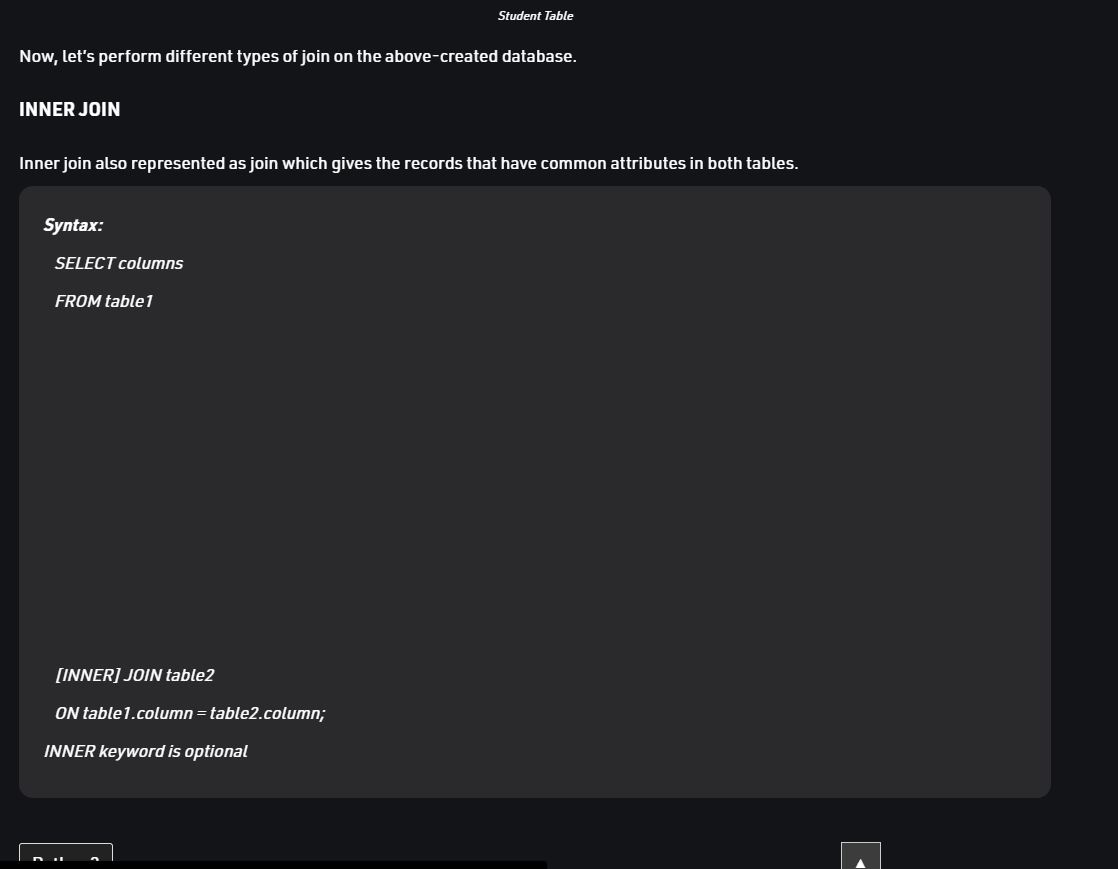 Student Table
Now, let's perform different types of join on the above-created database.
INNER JOIN
Inner join also represented as join which gives the records that have common attributes in both tables.
Syntax:
SELECT columns
FROM table1
[INNER] JOIN table2
ON table1.column = table2.column;
INNER keyword is optional